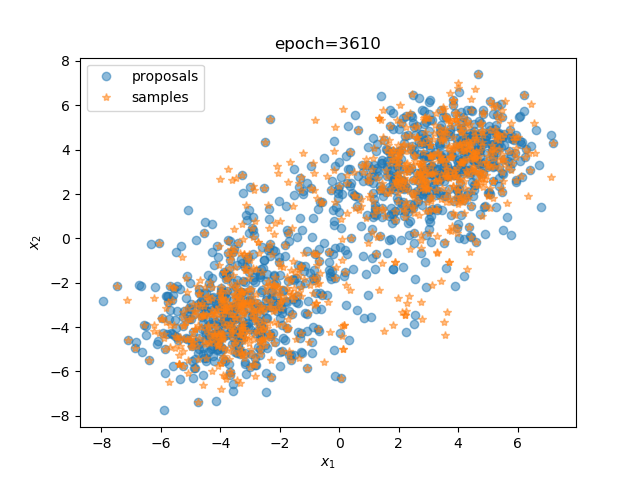 epoch=3610
proposals
samples
8
6
4
2
0
−2
−4
−6
−8
x₂
−8 −6 −4 −2 0 2 4 6
x₁